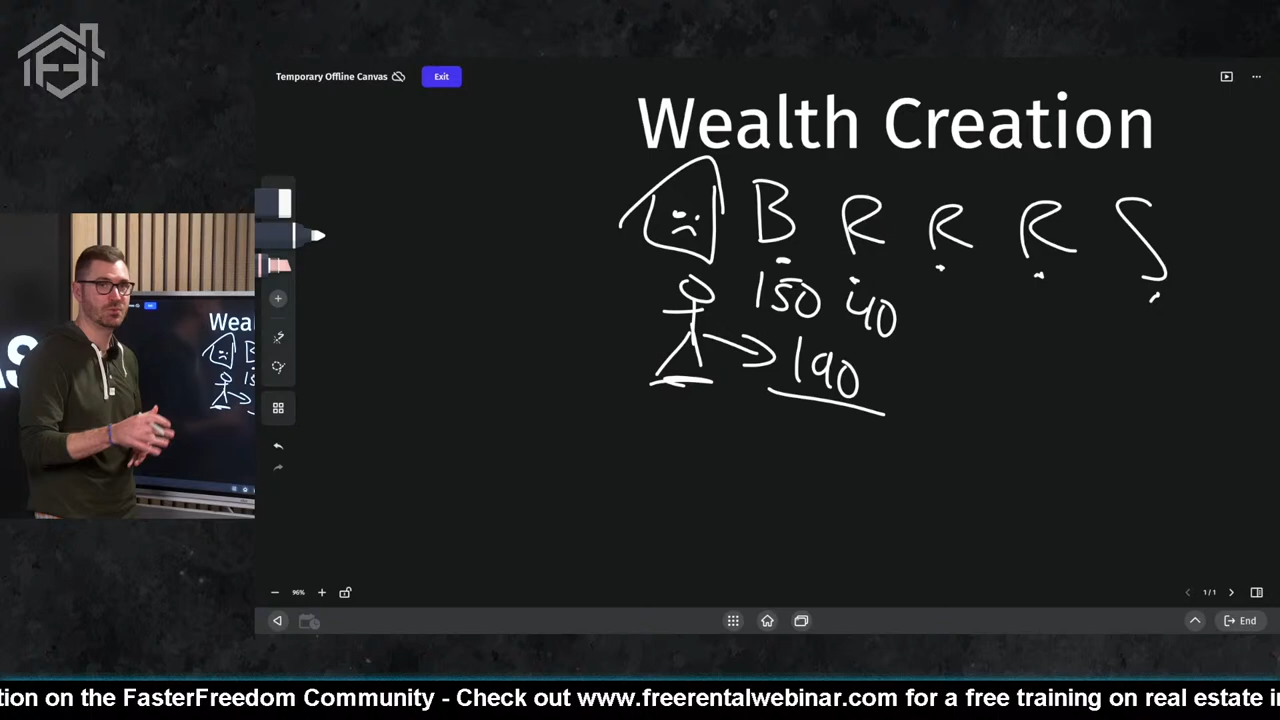 Temporary Offline Canvas
Exit
Wealth Creation
B R R R S
150 40
190
Weal
96%
1/1
End
tion on the FasterFreedom Community - Check out www.freerentalwebinar.com for a free training on real estate i